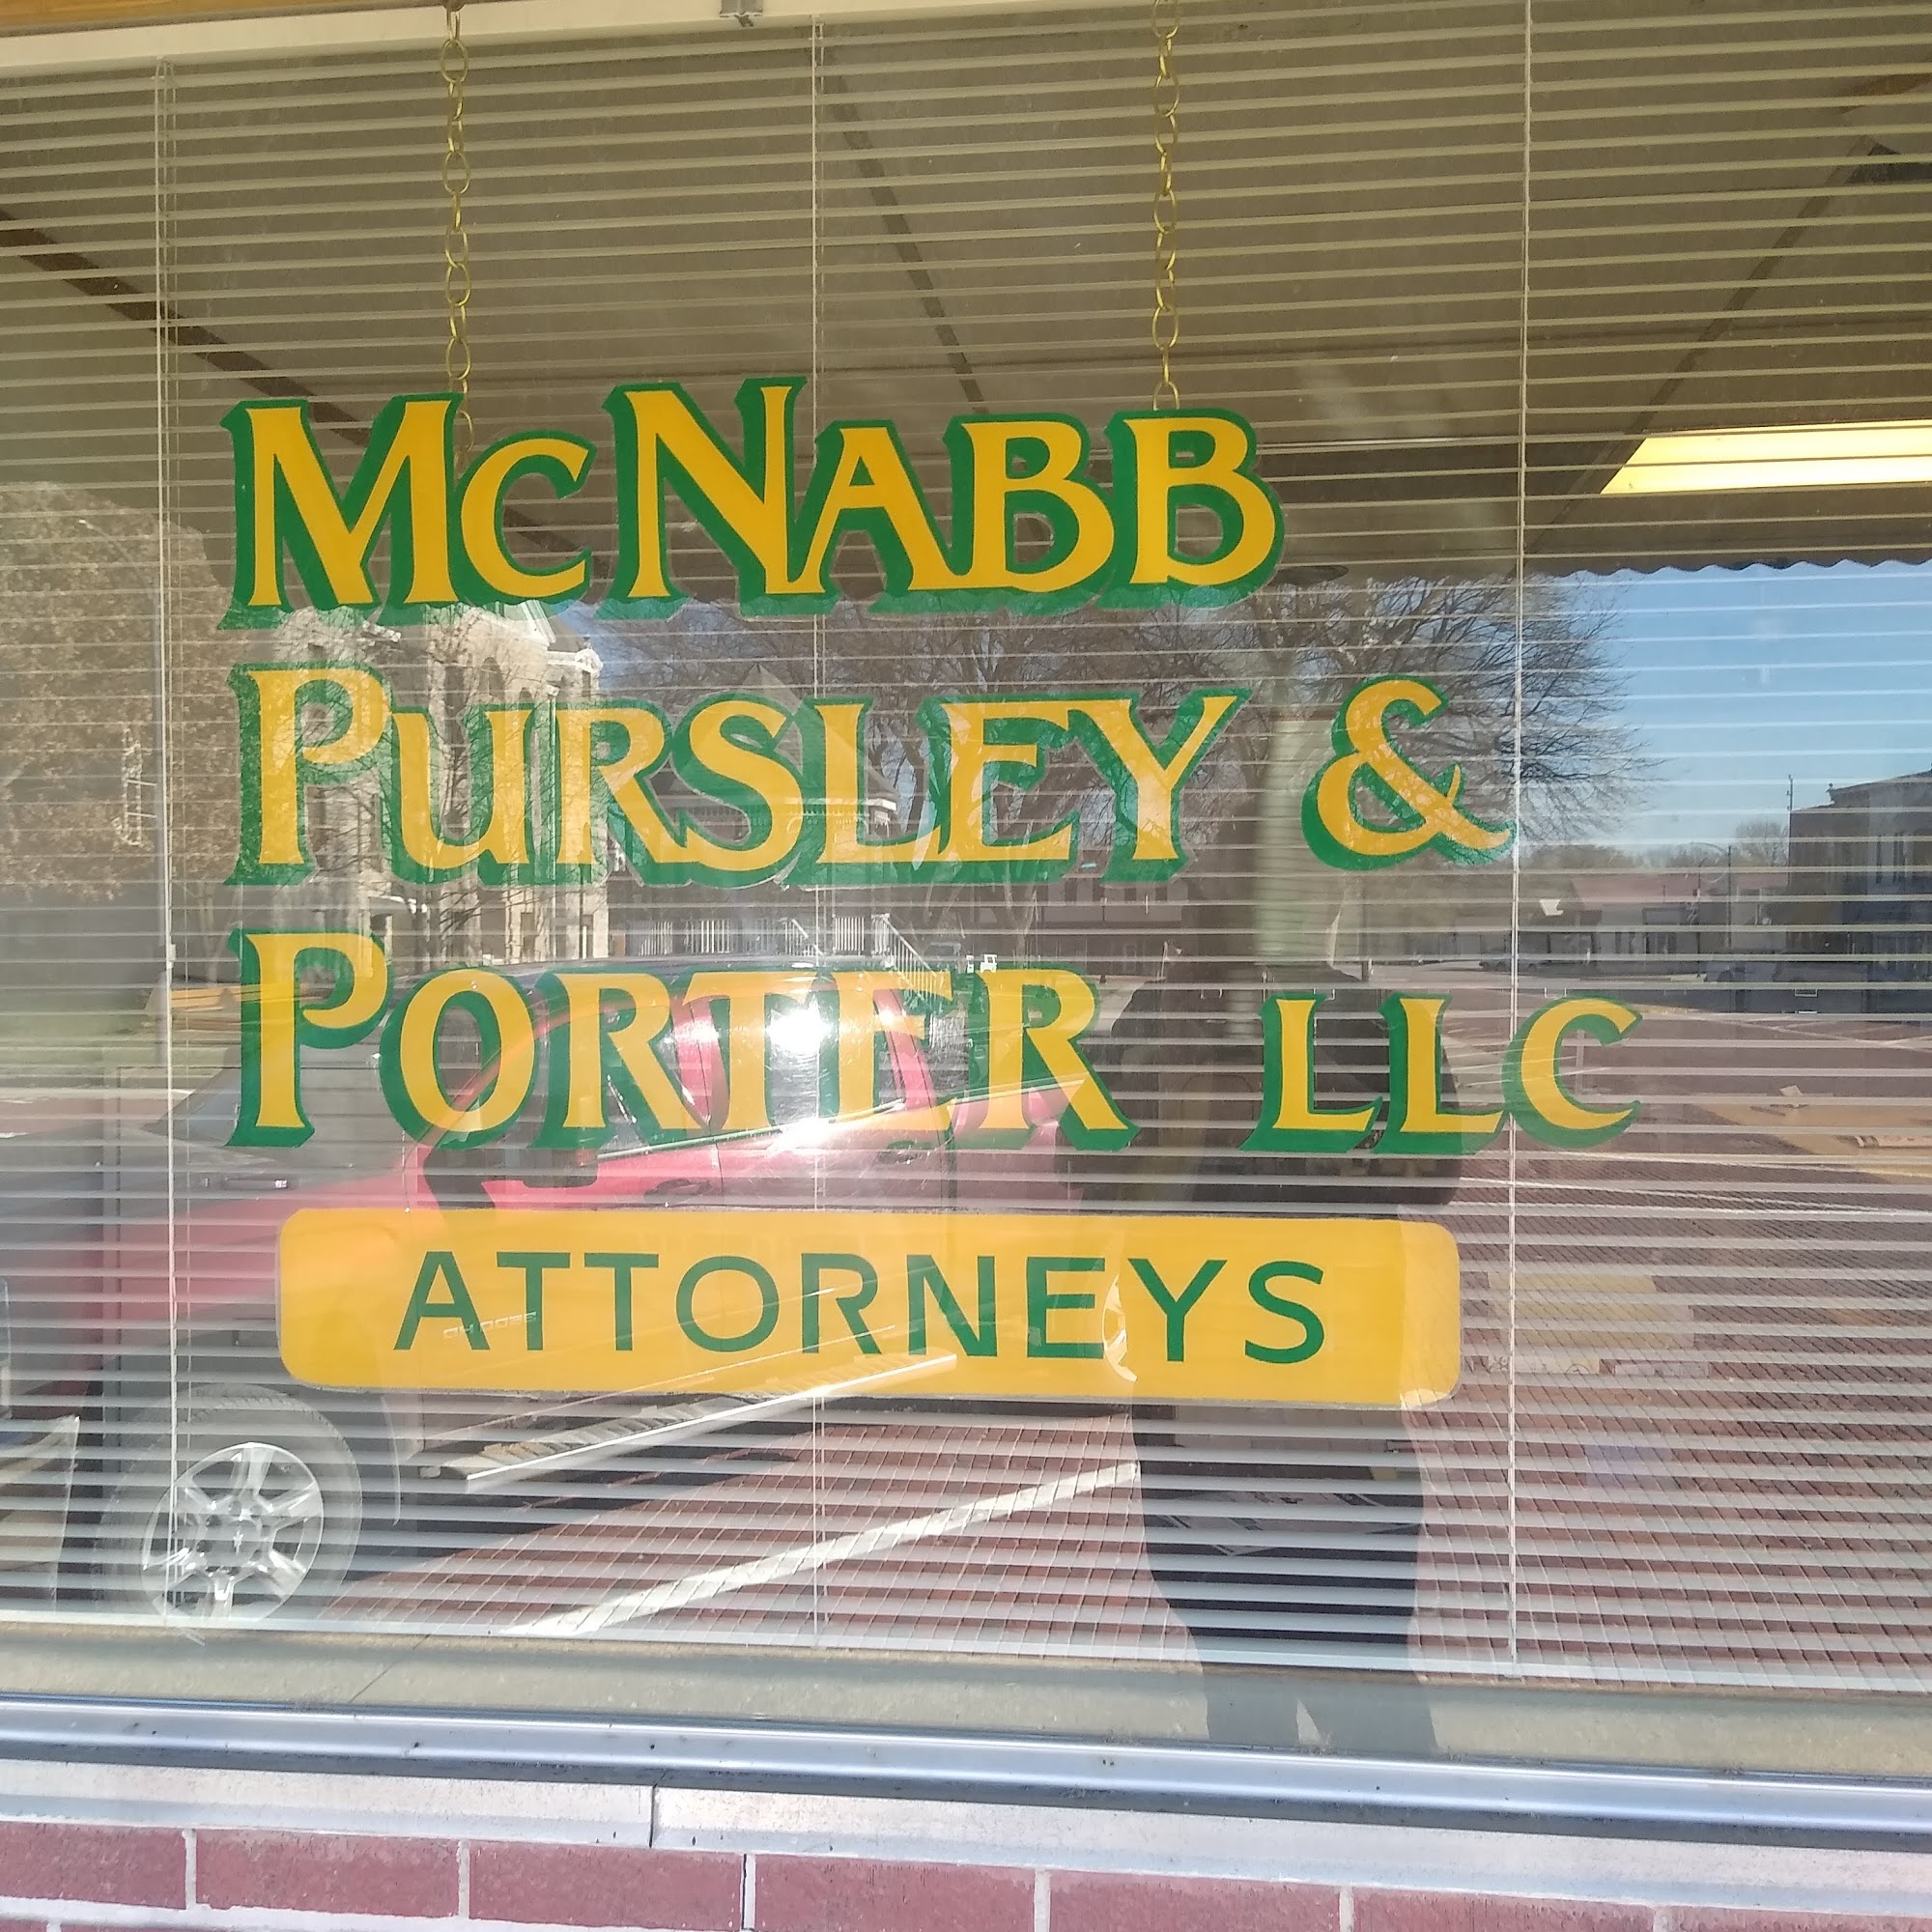 McNABB
PURSLEY &
PORTER LLC
ATTORNEYS